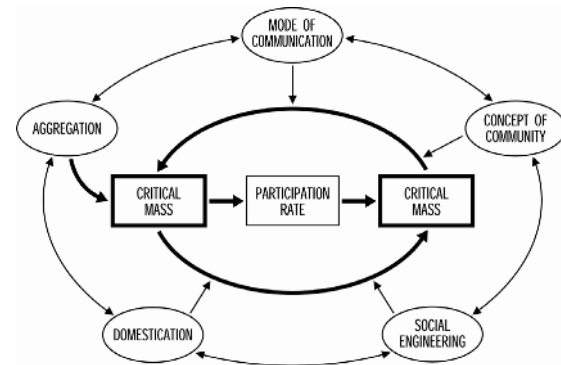 MODE OF
COMMUNICATION
AGGREGATION
CONCEPT OF
COMMUNITY
CRITICAL
MASS
PARTICIPATION
RATE
CRITICAL
MASS
DOMESTICATION
SOCIAL
ENGINEERING